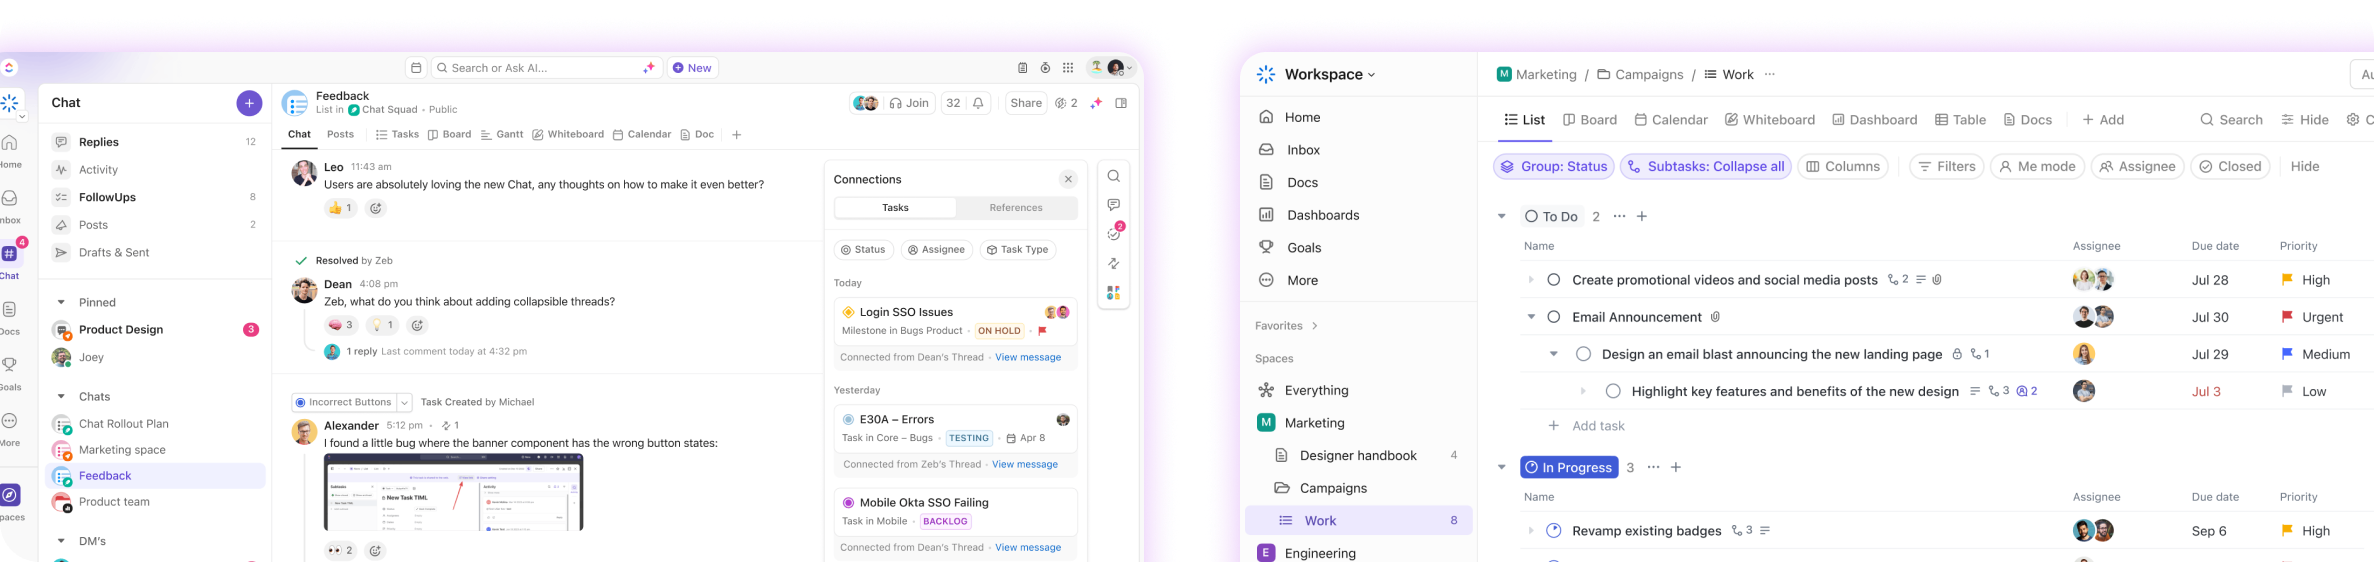 Search or Ask AI...
New
Chat
Replies
12
Activity
FollowUps
8
Posts
2
Drafts & Sent
Pinned
Product Design
3
Joey
Chats
Chat Rollout Plan
Marketing space
Feedback
Product team
DM's
Home
Inbox
4
Chat
Docs
Goals
More
Feedback
List in Chat Squad • Public
Join
32
Share
2
Chat Posts Tasks Board Gantt Whiteboard Calendar Doc
Leo 11:43 am
Users are absolutely loving the new Chat, any thoughts on how to make it even better?
1
Resolved by Zeb
Dean 4:08 pm
Zeb, what do you think about adding collapsible threads?
3 1
1 reply Last comment today at 4:32 pm
Incorrect Buttons Task Created by Michael
Alexander 5:12 pm • 1
I found a little bug where the banner component has the wrong button states:
New Task TIML
2
Connections
Tasks References
Status Assignee Task Type
Today
Login SSO Issues
Milestone in Bugs Product • ON HOLD •
Connected from Dean's Thread • View message
Yesterday
E30A – Errors
Task in Core – Bugs • TESTING • Apr 8
Connected from Zeb's Thread • View message
Mobile Okta SSO Failing
Task in Mobile • BACKLOG
Connected from Dean's Thread • View message
2
Workspace
Home
Inbox
Docs
Dashboards
Goals
More
Favorites
Spaces
Everything
M Marketing
Designer handbook 4
Campaigns
Work 8
E Engineering
M Marketing / Campaigns / Work ...
List Board Calendar Whiteboard Dashboard Table Docs + Add
Search Hide
Group: Status Subtasks: Collapse all Columns Filters Me mode Assignee Closed Hide
To Do 2 ... +
Name Assignee Due date Priority
Create promotional videos and social media posts 2 Jul 28 High
Email Announcement Jul 30 Urgent
Design an email blast announcing the new landing page 1 Jul 29 Medium
Highlight key features and benefits of the new design 3 2 Jul 3 Low
+ Add task
In Progress 3 ... +
Name Assignee Due date Priority
Revamp existing badges 3 Sep 6 High